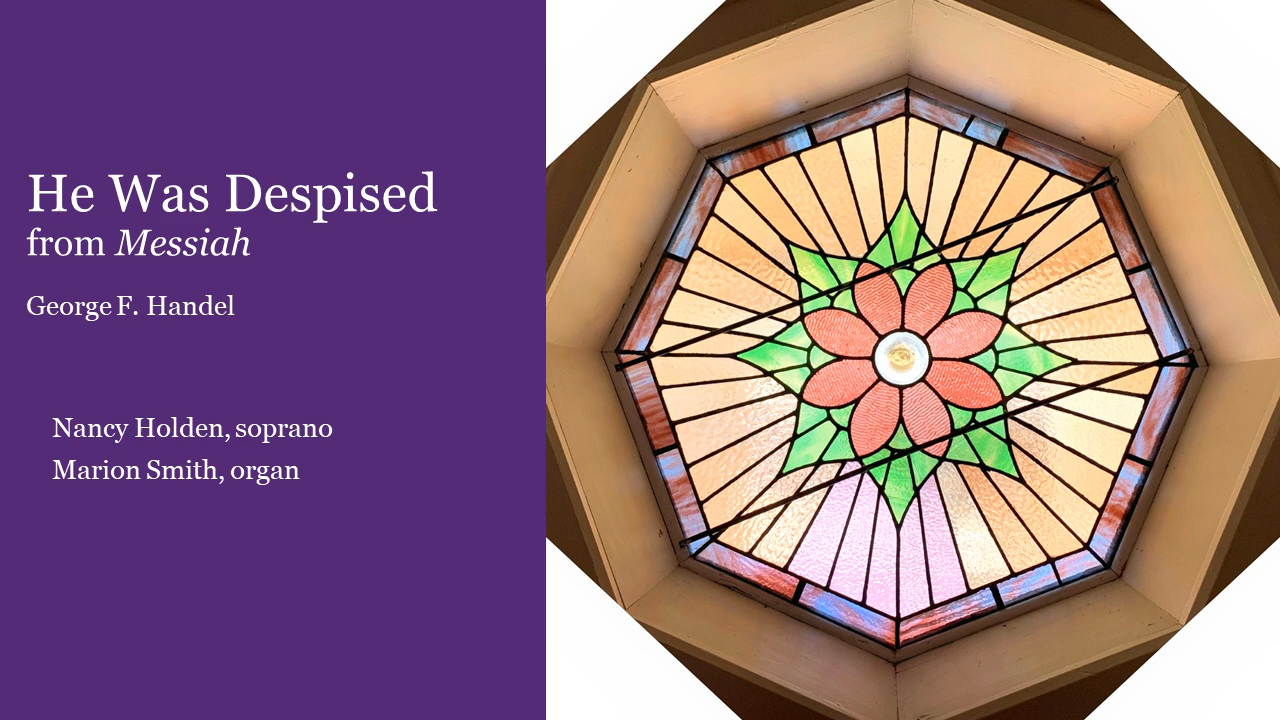 He Was Despised
from Messiah
George F. Handel
Nancy Holden, soprano
Marion Smith, organ